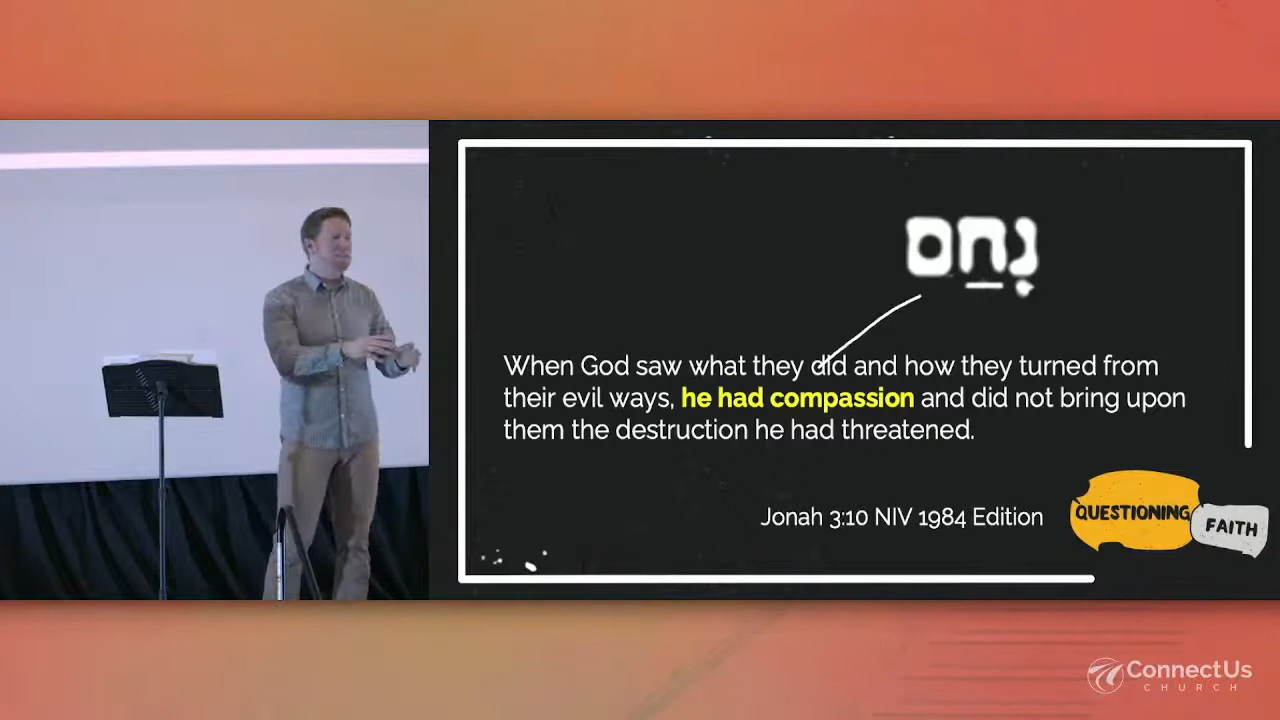 נָחַם
When God saw what they did and how they turned from
their evil ways, he had compassion and did not bring upon
them the destruction he had threatened.
Jonah 3:10 NIV 1984 Edition
QUESTIONING
FAITH
ConnectUs
CHURCH